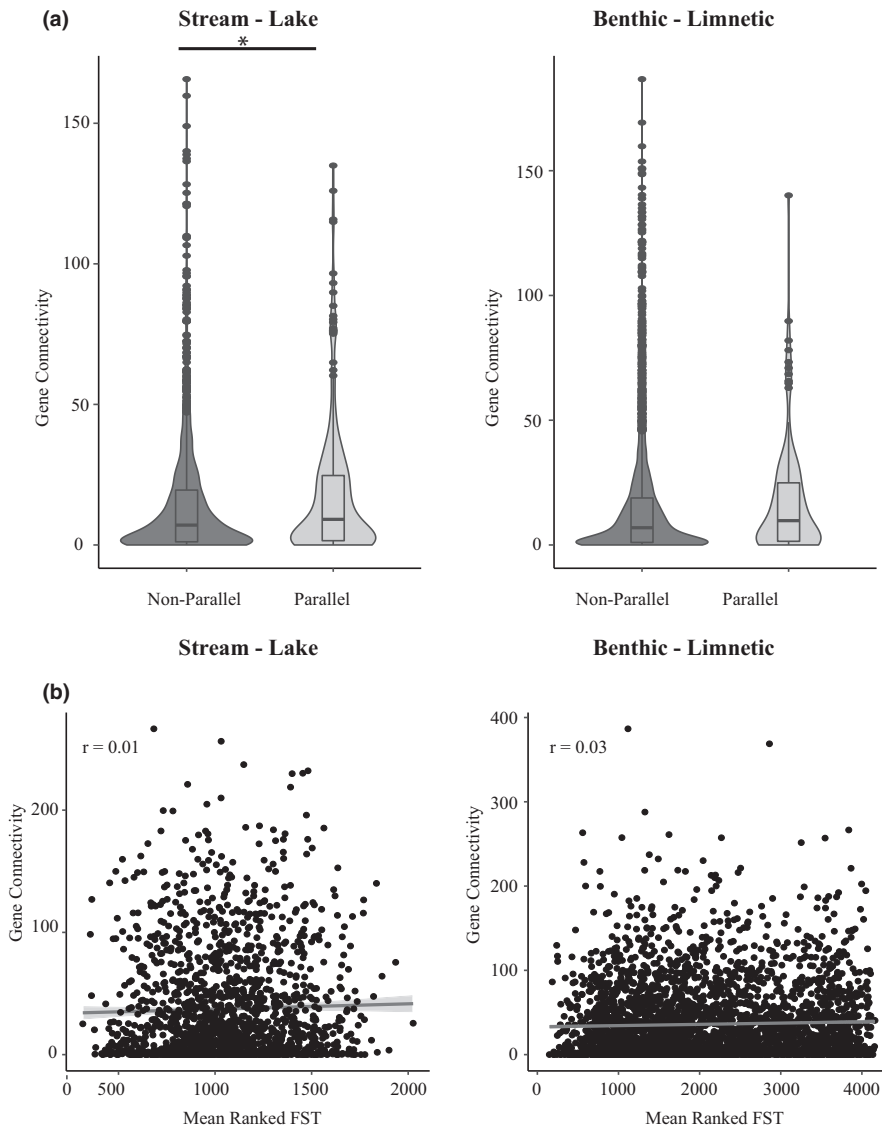 (a)
Stream - Lake
Benthic - Limnetic
*
Gene Connectivity
150
100
50
0
Non-Parallel
Parallel
Gene Connectivity
150
100
50
0
Non-Parallel
Parallel
Stream - Lake
Benthic - Limnetic
(b)
r = 0.01
Gene Connectivity
200
100
0
0
500
1000
1500
2000
Mean Ranked FST
r = 0.03
Gene Connectivity
400
300
200
100
0
0
1000
2000
3000
4000
Mean Ranked FST